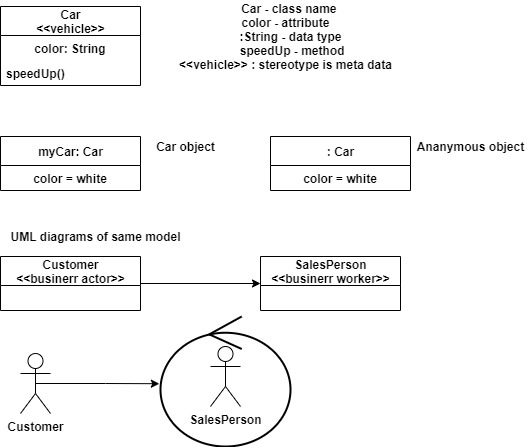 Car
<<vehicle>>
color: String
speedUp()
Car - class name
color - attribute
:String - data type
speedUp - method
<<vehicle>> : stereotype is meta data
myCar: Car
color = white
Car object
: Car
color = white
Ananymous object
UML diagrams of same model
Customer
<<businerr actor>>
SalesPerson
<<businerr worker>>
Customer
SalesPerson